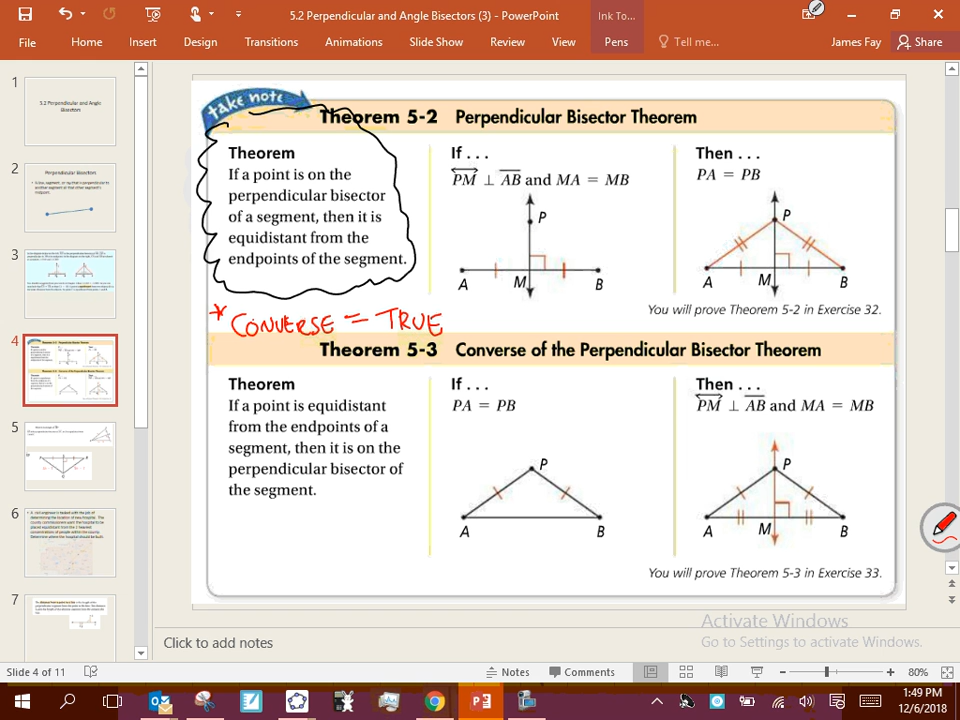 5.2 Perpendicular and Angle Bisectors (3) - PowerPoint
Ink To...
File
Home
Insert
Design
Transitions
Animations
Slide Show
Review
View
Pens
Tell me...
James Fay
Share
1
5.2 Perpendicular and Angle
Bisectors
2
Perpendicular Bisectors
3
4
5
6
7
take note
Theorem 5-2 Perpendicular Bisector Theorem
Theorem
If a point is on the
perpendicular bisector
of a segment, then it is
equidistant from the
endpoints of the segment.
If . . .
PM ⊥ AB and MA = MB
P
A
M
B
Then . . .
PA = PB
P
A
M
B
You will prove Theorem 5-2 in Exercise 32.
* CONVERSE = TRUE
Theorem 5-3 Converse of the Perpendicular Bisector Theorem
Theorem
If a point is equidistant
from the endpoints of a
segment, then it is on the
perpendicular bisector of
the segment.
If . . .
PA = PB
P
A
B
Then . . .
PM ⊥ AB and MA = MB
P
A
M
B
You will prove Theorem 5-3 in Exercise 33.
Activate Windows
Go to Settings to activate Windows.
Click to add notes
Slide 4 of 11
Notes
Comments
80%
1:49 PM
12/6/2018